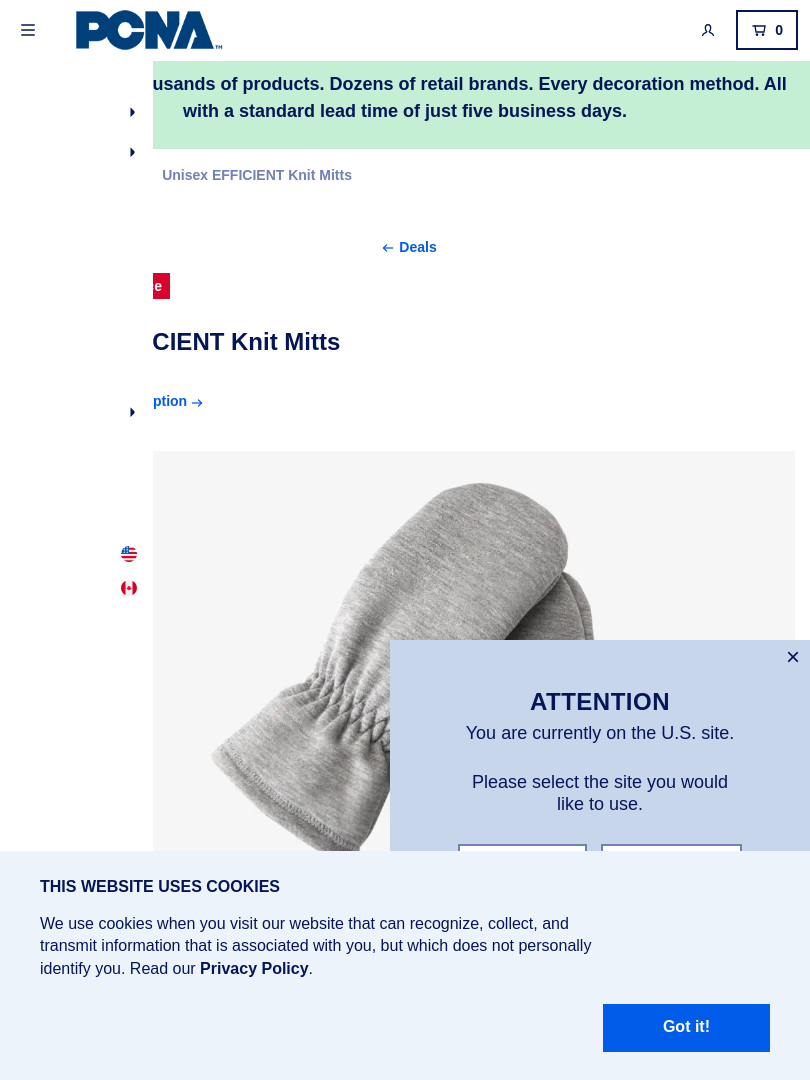 PCNA™
0
usands of products. Dozens of retail brands. Every decoration method. All
with a standard lead time of just five business days.
Unisex EFFICIENT Knit Mitts
Deals
CIENT Knit Mitts
ption
ATTENTION
You are currently on the U.S. site.
Please select the site you would
like to use.
THIS WEBSITE USES COOKIES
We use cookies when you visit our website that can recognize, collect, and
transmit information that is associated with you, but which does not personally
identify you. Read our Privacy Policy.
Got it!